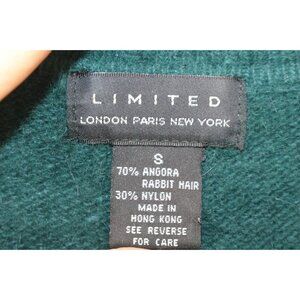 LIMITED
LONDON PARIS NEW YORK
S
70% ANGORA
RABBIT HAIR
30% NYLON
MADE IN
HONG KONG
SEE REVERSE
FOR CARE